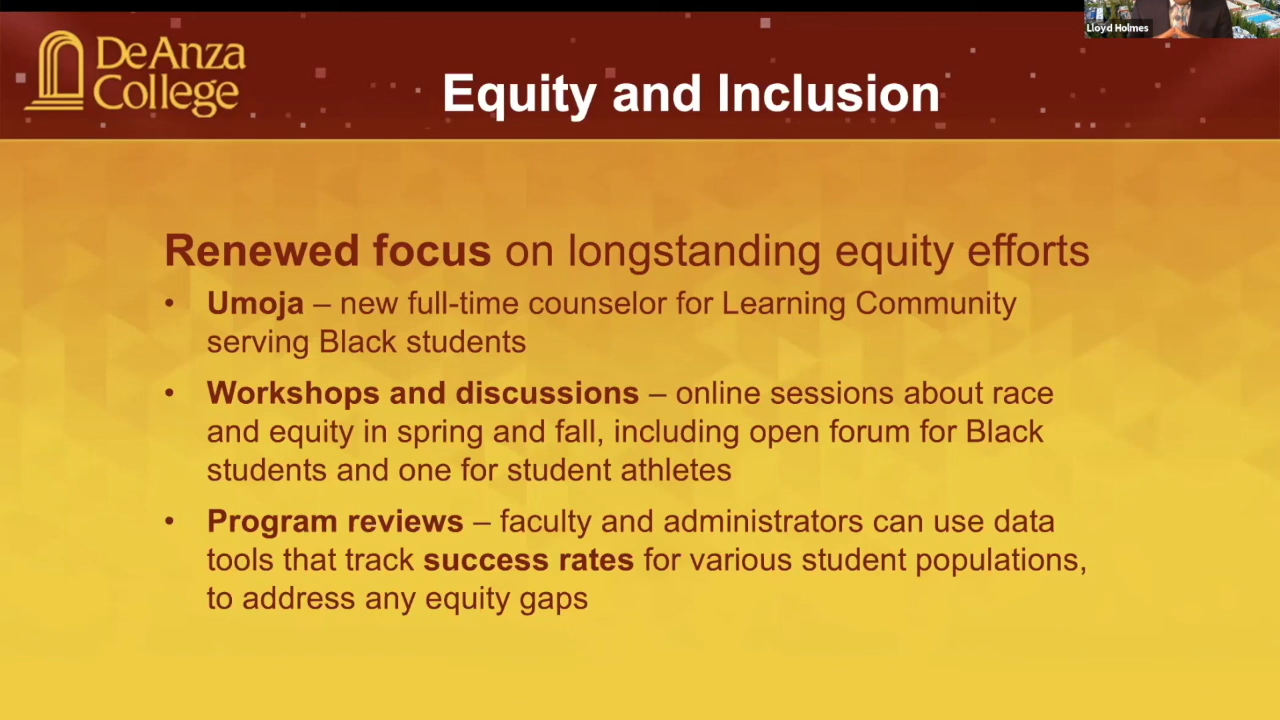 Lloyd Holmes
DeAnza
College
Equity and Inclusion
Renewed focus on longstanding equity efforts
• Umoja – new full-time counselor for Learning Community
serving Black students
• Workshops and discussions – online sessions about race
and equity in spring and fall, including open forum for Black
students and one for student athletes
• Program reviews – faculty and administrators can use data
tools that track success rates for various student populations,
to address any equity gaps